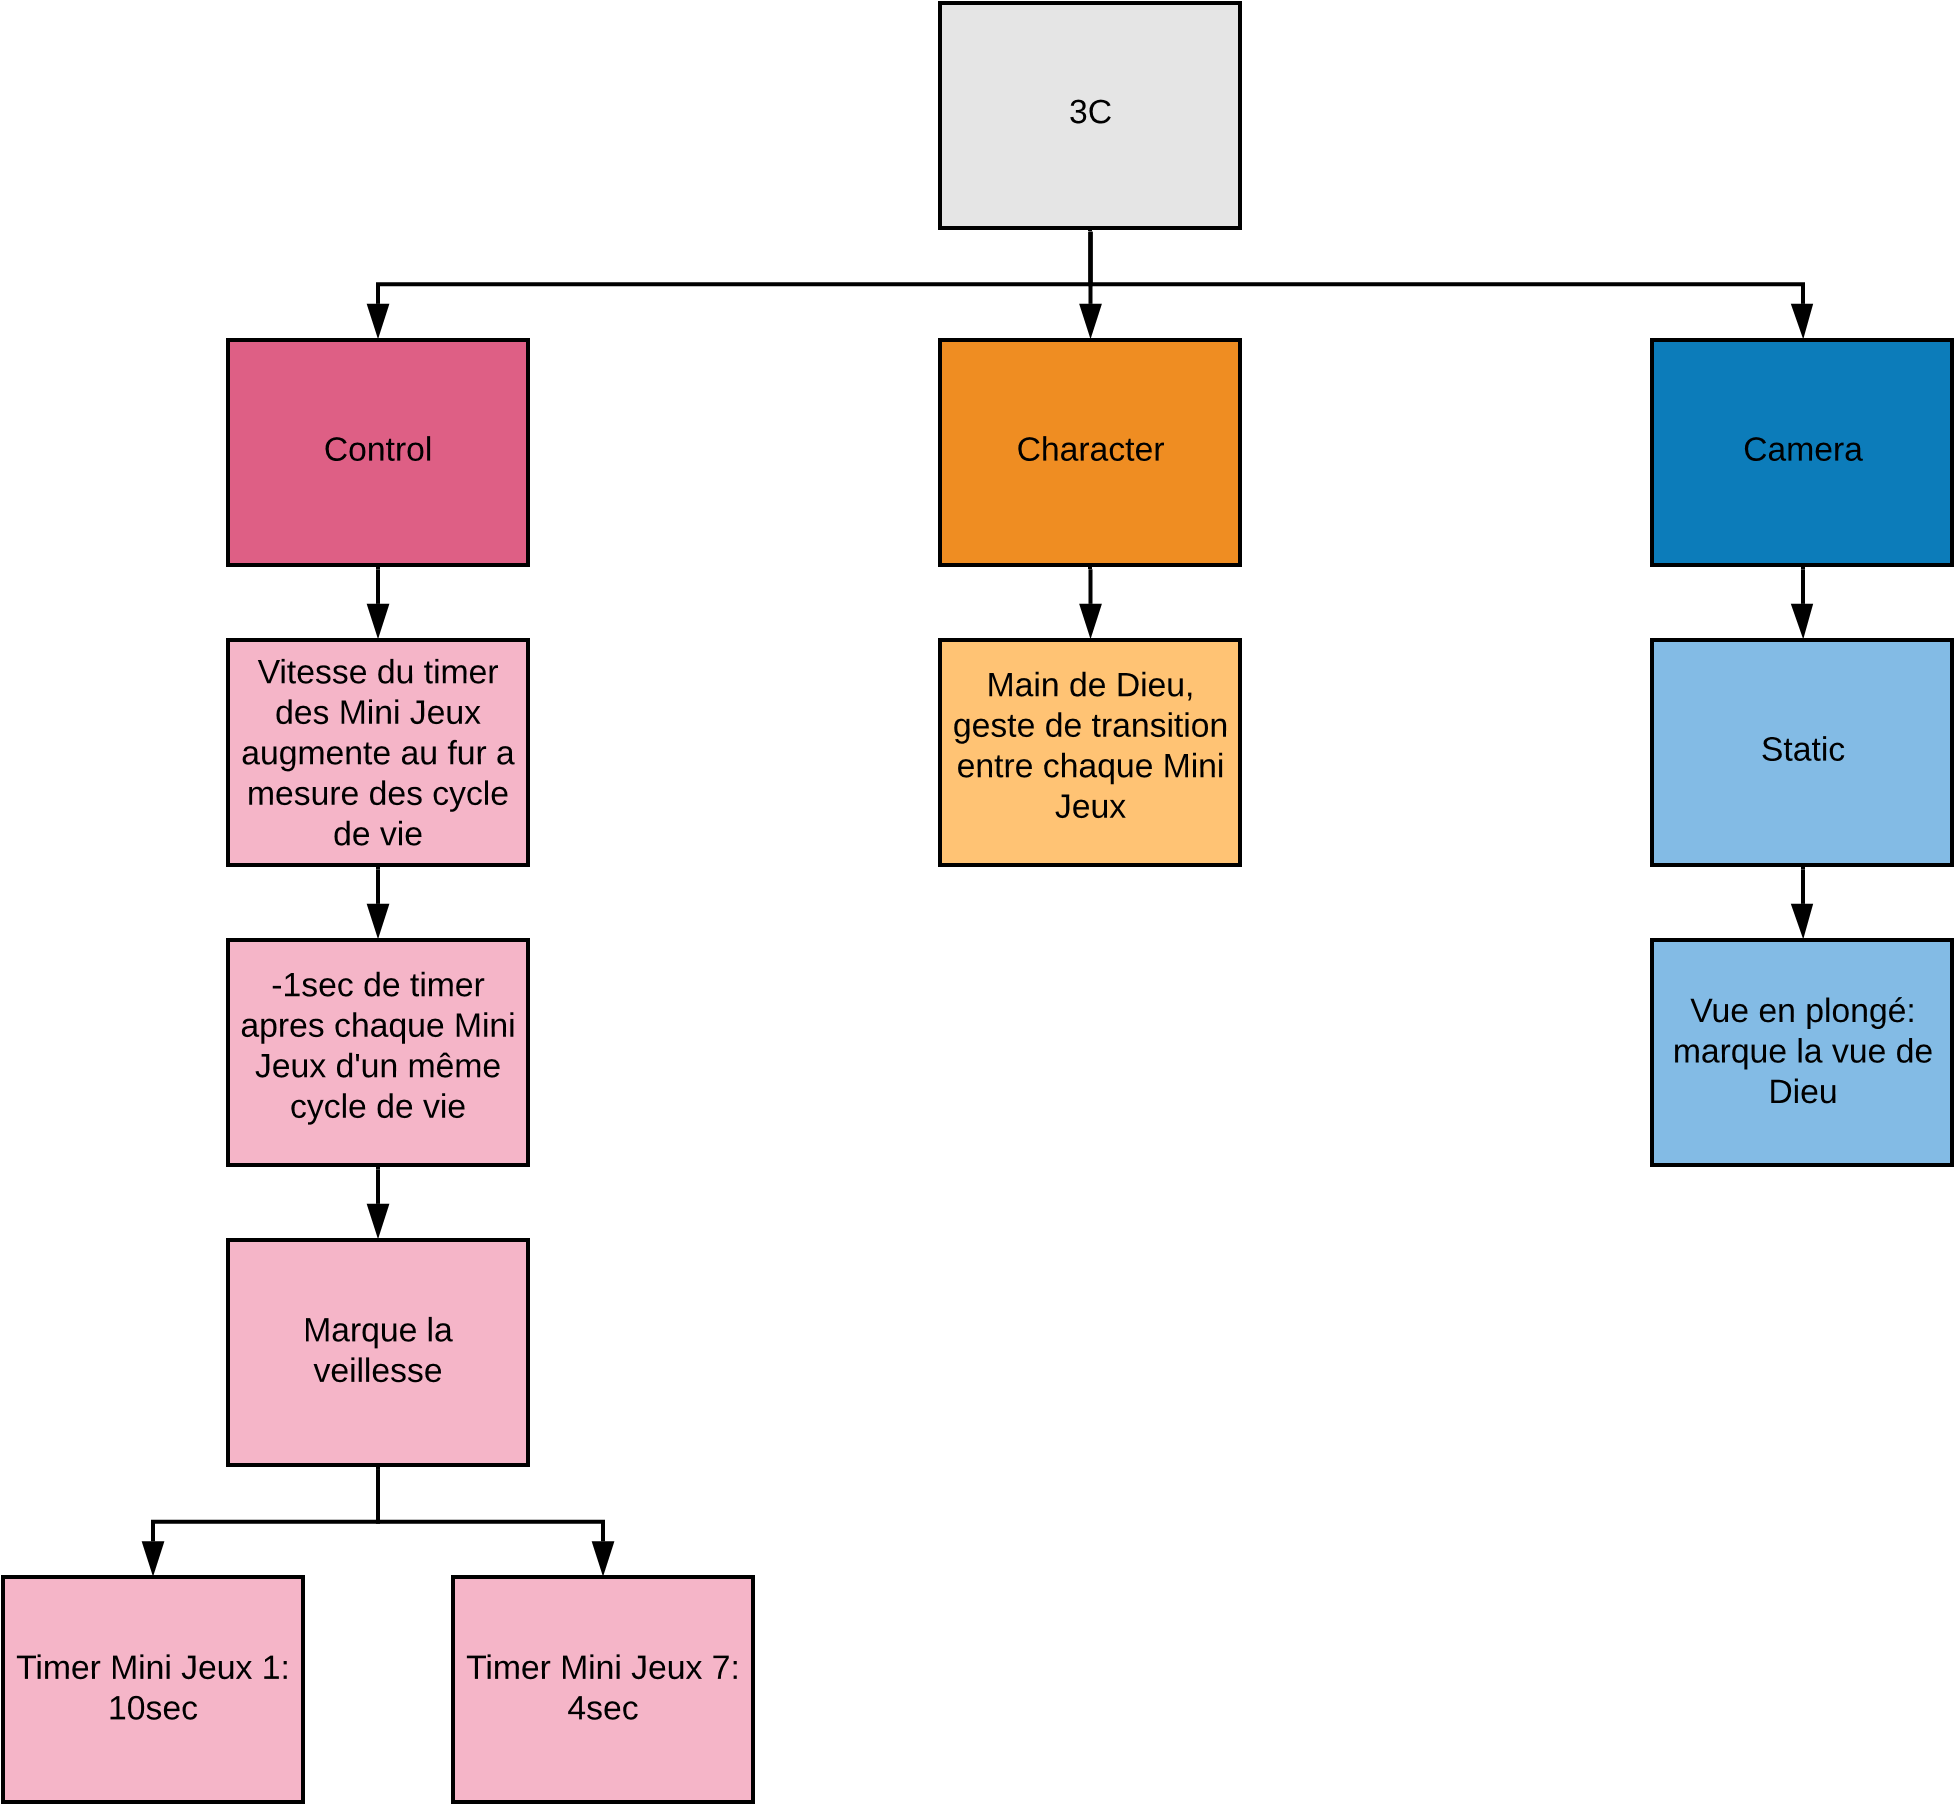 3C
Control
Character
Camera
Vitesse du timer
des Mini Jeux
augmente au fur a
mesure des cycle
de vie
Main de Dieu,
geste de transition
entre chaque Mini
Jeux
Static
-1sec de timer
apres chaque Mini
Jeux d'un même
cycle de vie
Vue en plongé:
marque la vue de
Dieu
Marque la
veillesse
Timer Mini Jeux 1:
10sec
Timer Mini Jeux 7:
4sec